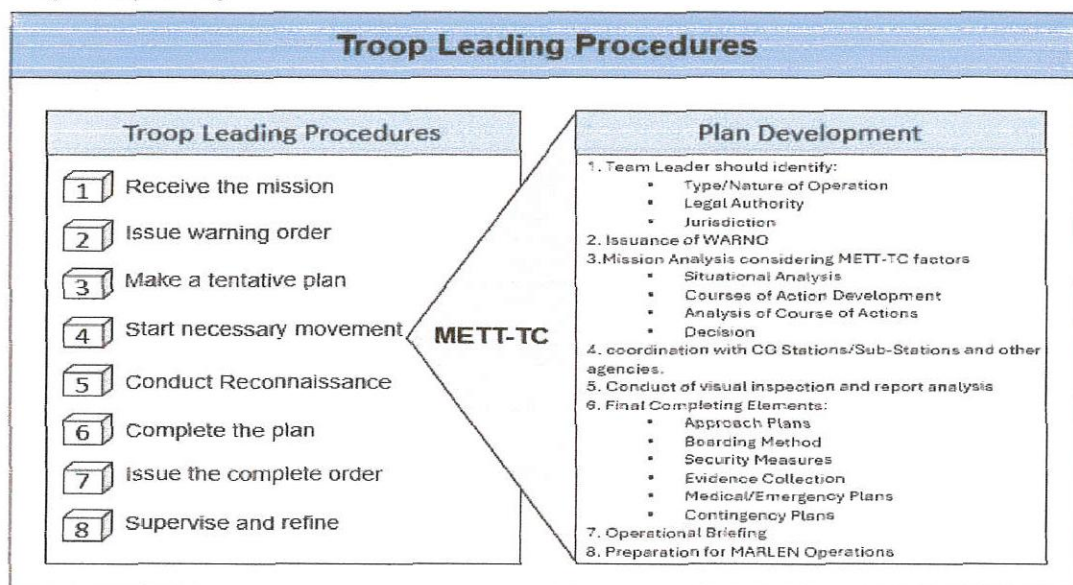 Troop Leading Procedures
Troop Leading Procedures
1 Receive the mission
2 Issue warning order
3 Make a tentative plan
4 Start necessary movement
5 Conduct Reconnaissance
6 Complete the plan
7 Issue the complete order
8 Supervise and refine
METT-TC
Plan Development
1. Team Leader should identify:
▪ Type/Nature of Operation
▪ Legal Authority
▪ Jurisdiction
2. Issuance of WARNO
3.Mission Analysis considering METT-TC factors
▪ Situational Analysis
▪ Courses of Action Development
▪ Analysis of Course of Actions
▪ Decision
4. coordination with CG Stations/Sub-Stations and other
agencies.
5. Conduct of visual inspection and report analysis
6. Final Completing Elements:
▪ Approach Plans
▪ Boarding Method
▪ Security Measures
▪ Evidence Collection
▪ Medical/Emergency Plans
▪ Contingency Plans
7. Operational Briefing
8. Preparation for MARLEN Operations